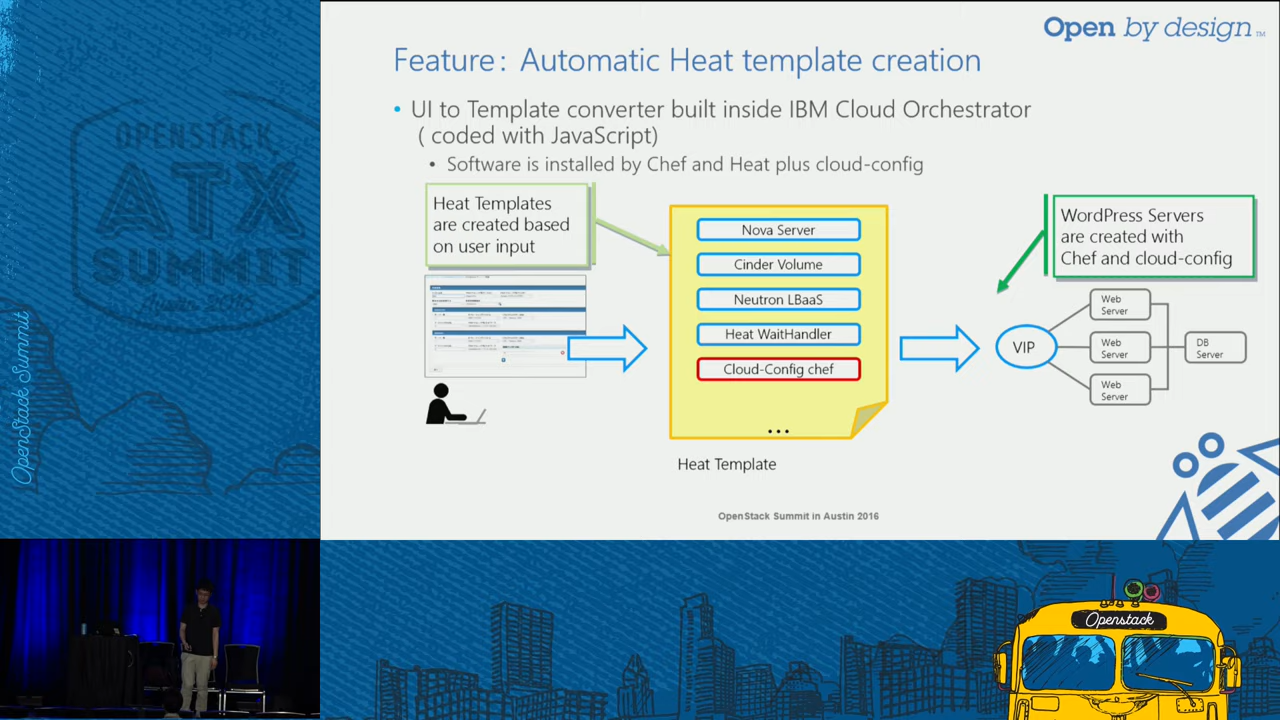 Open by design™
Feature: Automatic Heat template creation
• UI to Template converter built inside IBM Cloud Orchestrator
( coded with JavaScript)
• Software is installed by Chef and Heat plus cloud-config
Heat Templates
are created based
on user input
Nova Server
Cinder Volume
Neutron LBaaS
Heat WaitHandler
Cloud-Config chef
...
Heat Template
WordPress Servers
are created with
Chef and cloud-config
VIP
Web
Server
Web
Server
Web
Server
DB
Server
OpenStack Summit in Austin 2016
OPENSTACK
ATX
SUMMIT
OpenStack Summit
Openstack